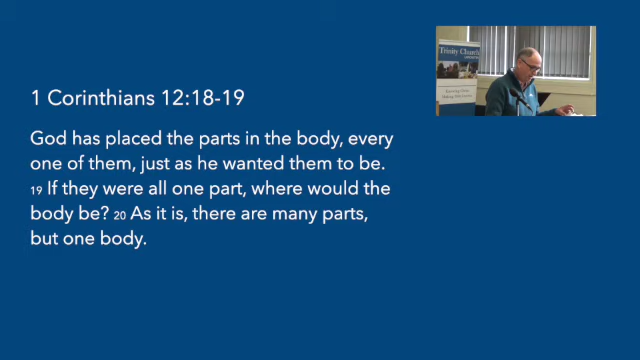 1 Corinthians 12:18-19
God has placed the parts in the body, every
one of them, just as he wanted them to be.
19 If they were all one part, where would the
body be? 20 As it is, there are many parts,
but one body.
Trinity Church